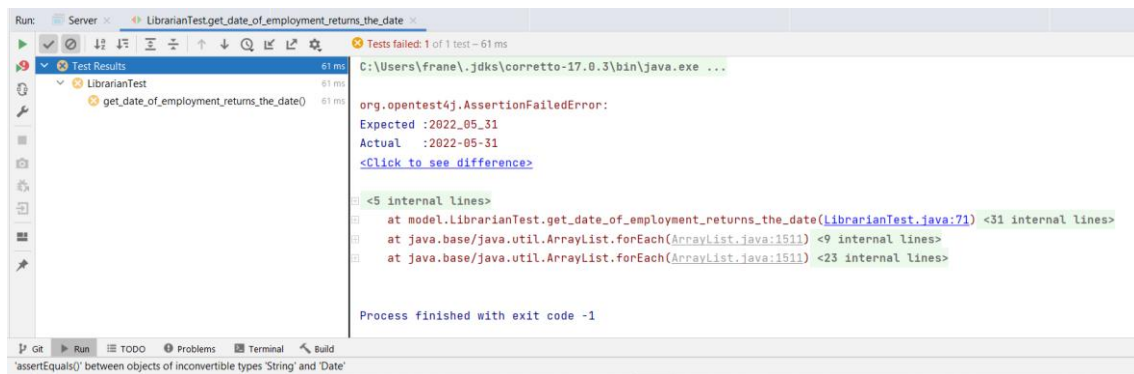 Run: Server × LibrarianTest.get_date_of_employment_returns_the_date ×
Tests failed: 1 of 1 test – 61 ms
Test Results 61 ms
LibrarianTest 61 ms
get_date_of_employment_returns_the_date() 61 ms
C:\Users\frane\.jdks\corretto-17.0.3\bin\java.exe ...
org.opentest4j.AssertionFailedError:
Expected :2022_05_31
Actual :2022-05-31
<Click to see difference>
<5 internal lines>
at model.LibrarianTest.get_date_of_employment_returns_the_date(LibrarianTest.java:71) <31 internal lines>
at java.base/java.util.ArrayList.forEach(ArrayList.java:1511) <9 internal lines>
at java.base/java.util.ArrayList.forEach(ArrayList.java:1511) <23 internal lines>
Process finished with exit code -1
Git Run TODO Problems Terminal Build
'assertEquals()' between objects of inconvertible types 'String' and 'Date'